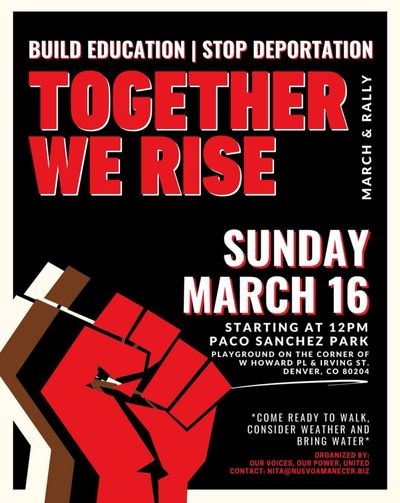 BUILD EDUCATION | STOP DEPORTATION
TOGETHER
WE RISE
MARCH & RALLY
SUNDAY
MARCH 16
STARTING AT 12PM
PACO SANCHEZ PARK
PLAYGROUND ON THE CORNER OF
W HOWARD PL & IRVING ST.
DENVER, CO 80204
*COME READY TO WALK,
CONSIDER WEATHER AND
BRING WATER*
ORGANIZED BY:
OUR VOICES, OUR POWER, UNITED
CONTACT: NITA@NUEVOAMANECER.BIZ